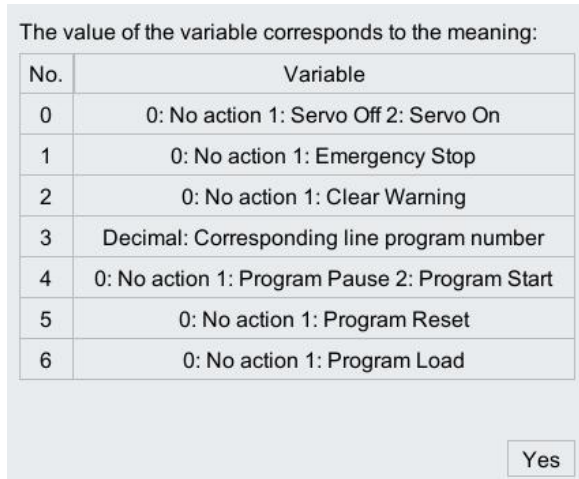 The value of the variable corresponds to the meaning:
No. Variable
0 0: No action 1: Servo Off 2: Servo On
1 0: No action 1: Emergency Stop
2 0: No action 1: Clear Warning
3 Decimal: Corresponding line program number
4 0: No action 1: Program Pause 2: Program Start
5 0: No action 1: Program Reset
6 0: No action 1: Program Load
Yes